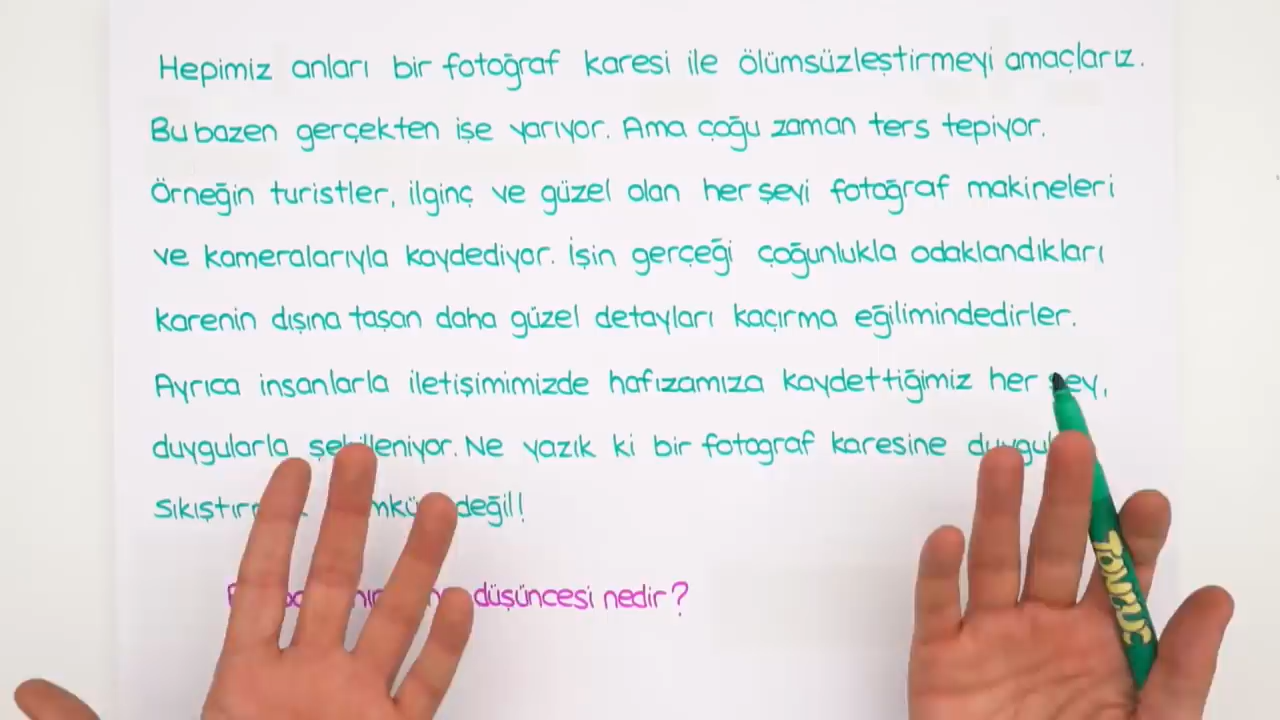 Hepimiz anları bir fotoğraf karesi ile ölümsüzleştirmeyi amaçlarız.
Bu bazen gerçekten işe yarıyor. Ama çoğu zaman ters tepiyor.
Örneğin turistler, ilginç ve güzel olan her şeyi fotoğraf makineleri
ve kameralarıyla kaydediyor. İşin gerçeği çoğunlukla odaklandıkları
karenin dışına taşan daha güzel detayları kaçırma eğilimindedirler.
Ayrıca insanlarla iletişimimizde hafızamıza kaydettiğimiz her şey,
duygularla şekilleniyor. Ne yazık ki bir fotograf karesine
değil!
düşüncesi nedir?